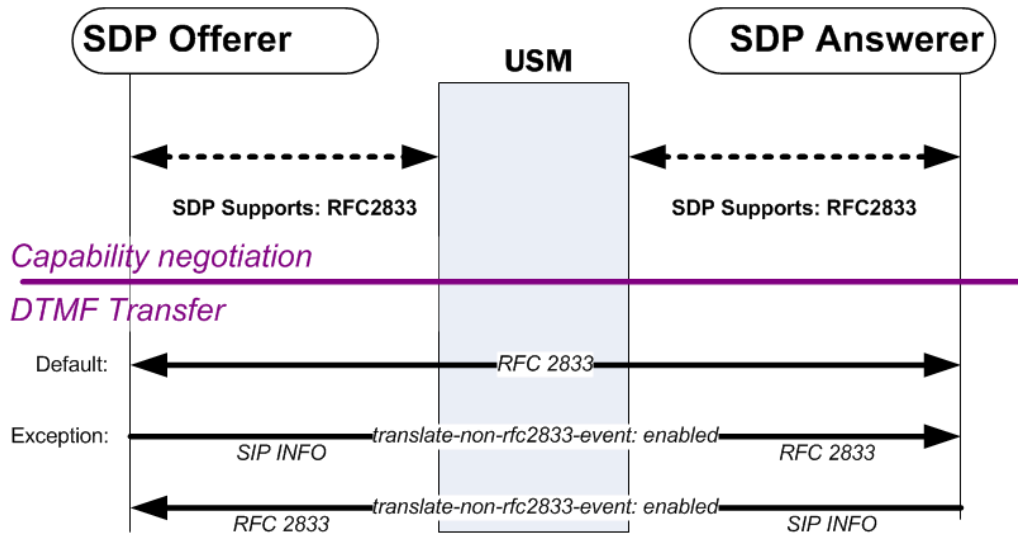 SDP Offerer
SDP Answerer
USM
SDP Supports: RFC2833
SDP Supports: RFC2833
Capability negotiation
DTMF Transfer
Default:
RFC 2833
Exception:
translate-non-rfc2833-event: enabled
SIP INFO
RFC 2833
translate-non-rfc2833-event: enabled
RFC 2833
SIP INFO